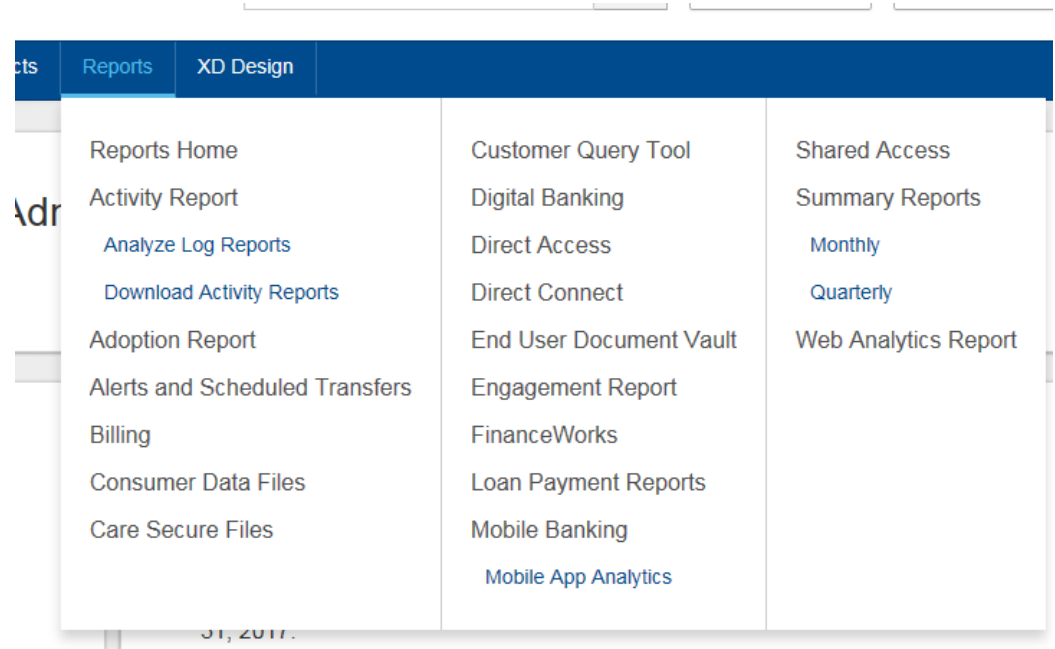 Reports XD Design
Reports Home
Activity Report
Analyze Log Reports
Download Activity Reports
Adoption Report
Alerts and Scheduled Transfers
Billing
Consumer Data Files
Care Secure Files
Customer Query Tool
Digital Banking
Direct Access
Direct Connect
End User Document Vault
Engagement Report
FinanceWorks
Loan Payment Reports
Mobile Banking
Mobile App Analytics
Shared Access
Summary Reports
Monthly
Quarterly
Web Analytics Report
31, 2017.